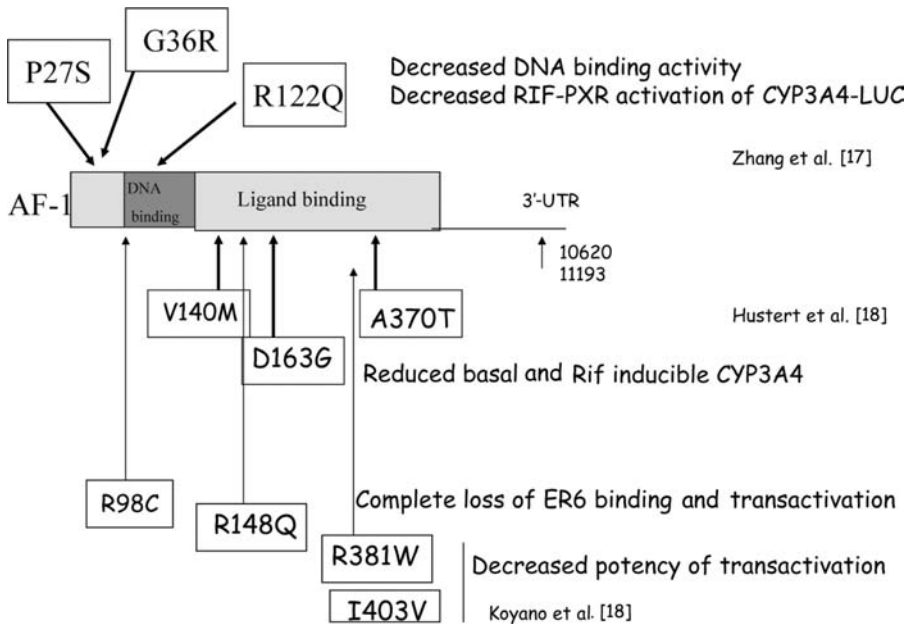 G36R
P27S
R122Q
Decreased DNA binding activity
Decreased RIF-PXR activation of CYP3A4-LUC
Zhang et al. [17]
AF-1
DNA
binding
Ligand binding
3'-UTR
10620
11193
V140M
A370T
Hustert et al. [18]
D163G
Reduced basal and Rif inducible CYP3A4
R98C
Complete loss of ER6 binding and transactivation
R148Q
R381W
Decreased potency of transactivation
I403V
Koyano et al. [18]